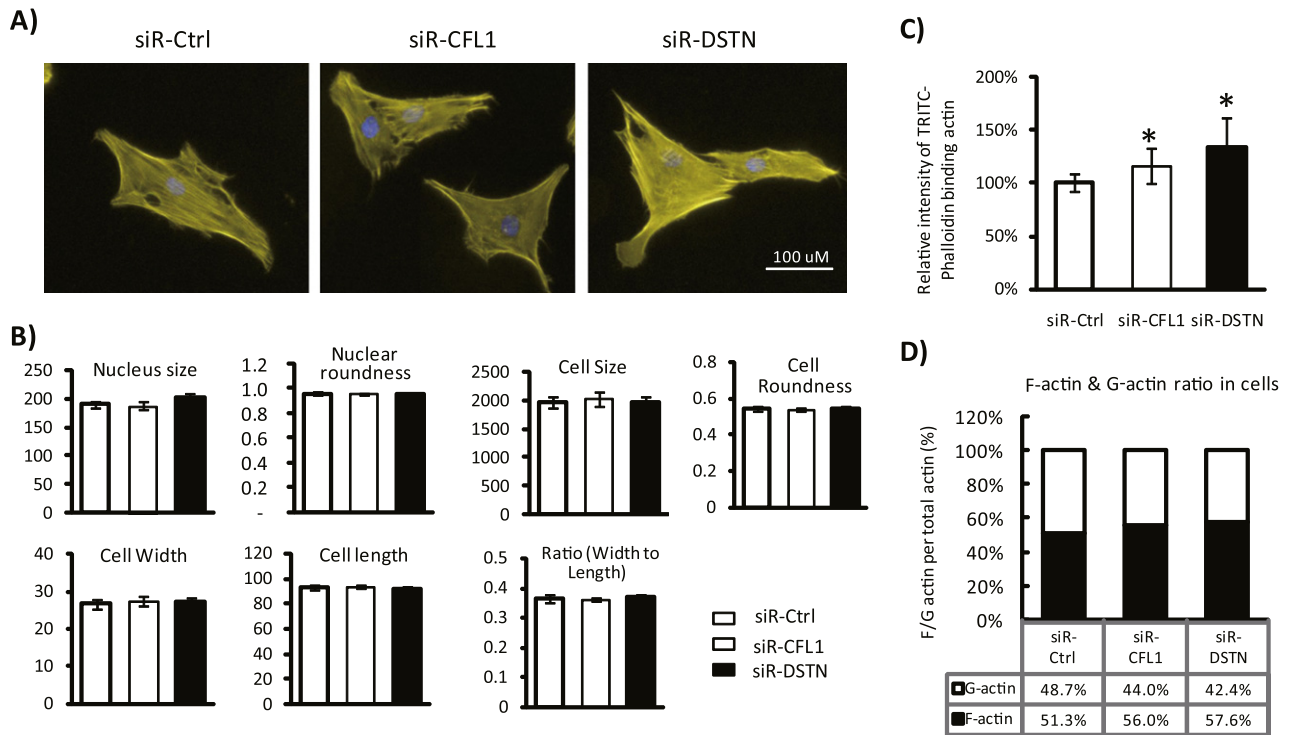 A)
siR-Ctrl
siR-CFL1
siR-DSTN
100 uM
B)
Nucleus size
250
200
150
100
50
0
Nuclear
roundness
1.2
1.0
0.8
0.6
0.4
0.2
-
Cell Size
2500
2000
1500
1000
500
0
Cell
Roundness
0.8
0.6
0.4
0.2
0
Cell Width
40
30
20
10
0
Cell length
120
100
80
60
40
20
0
Ratio (Width to
Length)
0.5
0.4
0.3
0.2
0.1
0
siR-Ctrl
siR-CFL1
siR-DSTN
C)
Relative intensity of TRITC-
Phalloidin binding actin
200%
150%
100%
50%
0%
*
*
siR-Ctrl siR-CFL1 siR-DSTN
D)
F-actin & G-actin ratio in cells
F/G actin per total actin (%)
120%
100%
80%
60%
40%
20%
0%
siR-
Ctrl
siR-
CFL1
siR-
DSTN
G-actin 48.7% 44.0% 42.4%
F-actin 51.3% 56.0% 57.6%